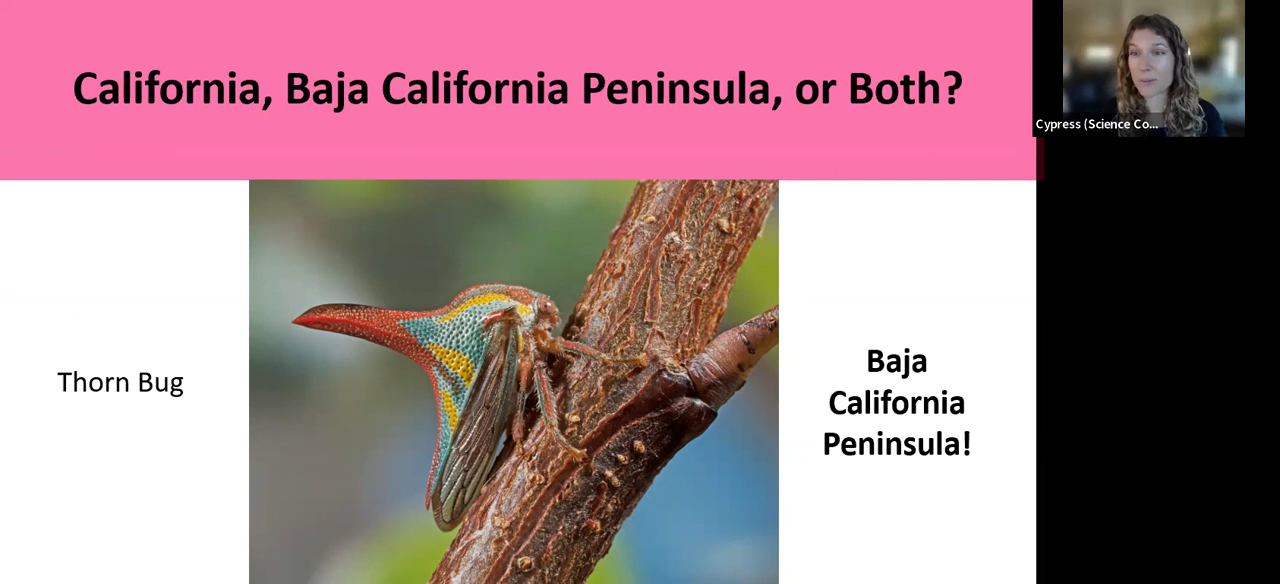 California, Baja California Peninsula, or Both?
Cypress (Science Co...
Thorn Bug
Baja
California
Peninsula!